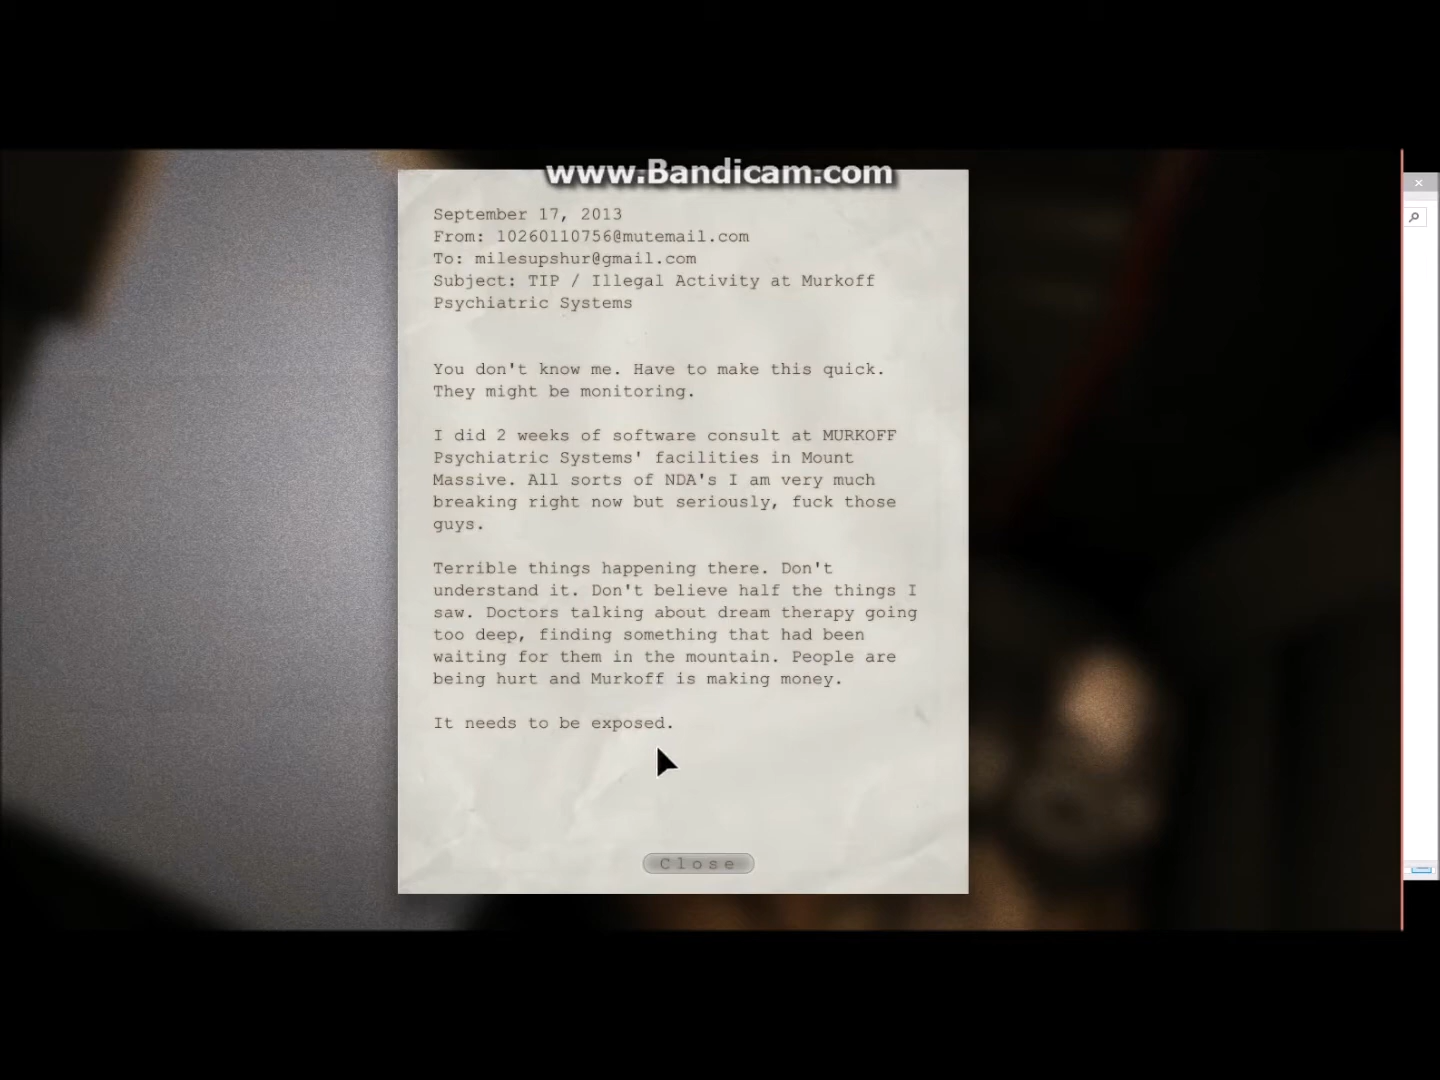 www.Bandicam.com
September 17, 2013
From: 10260110756@mutemail.com
To: milesupshur@gmail.com
Subject: TIP / Illegal Activity at Murkoff
Psychiatric Systems
You don't know me. Have to make this quick.
They might be monitoring.
I did 2 weeks of software consult at MURKOFF
Psychiatric Systems' facilities in Mount
Massive. All sorts of NDA's I am very much
breaking right now but seriously, fuck those
guys.
Terrible things happening there. Don't
understand it. Don't believe half the things I
saw. Doctors talking about dream therapy going
too deep, finding something that had been
waiting for them in the mountain. People are
being hurt and Murkoff is making money.
It needs to be exposed.
Close